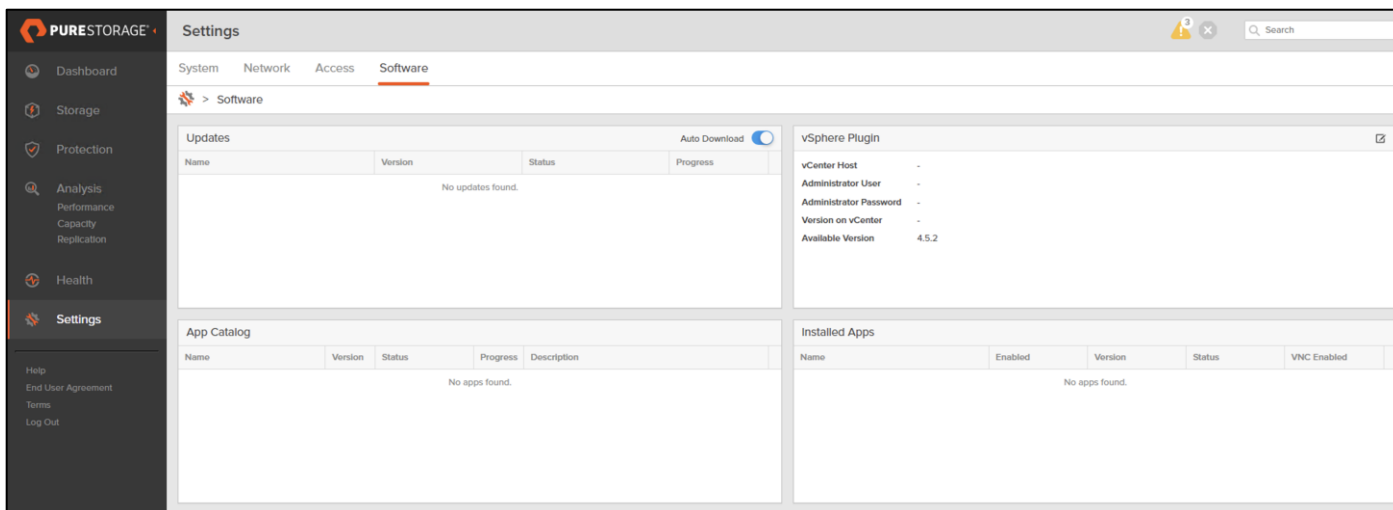 PURESTORAGE®
Settings
3
Search
Dashboard
Storage
Protection
Analysis
Performance
Capacity
Replication
Health
Settings
Help
End User Agreement
Terms
Log Out
System Network Access Software
> Software
Updates Auto Download
Name Version Status Progress
No updates found.
vSphere Plugin
vCenter Host -
Administrator User -
Administrator Password -
Version on vCenter -
Available Version 4.5.2
App Catalog
Name Version Status Progress Description
No apps found.
Installed Apps
Name Enabled Version Status VNC Enabled
No apps found.